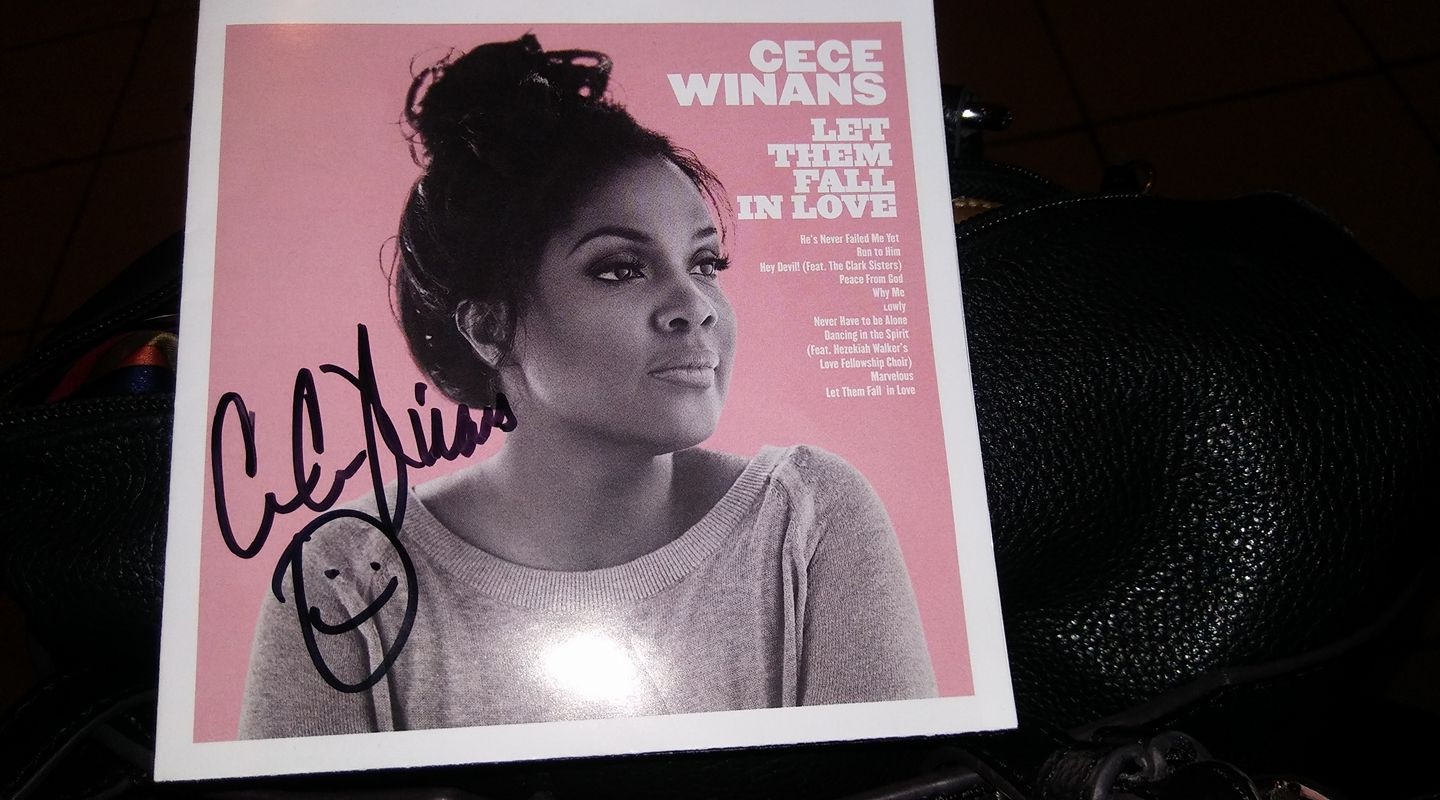 CECE
WINANS
LET
THEM
FALL
IN LOVE
He's Never Failed Me Yet
Run to Him
Hey Devil! (Feat. The Clark Sisters)
Peace From God
Why Me
Lowly
Never Have to be Alone
Dancing in the Spirit
(Feat. Hezekiah Walker's
Love Fellowship Choir)
Marvelous
Let Them Fall in Love
CeCe Winans